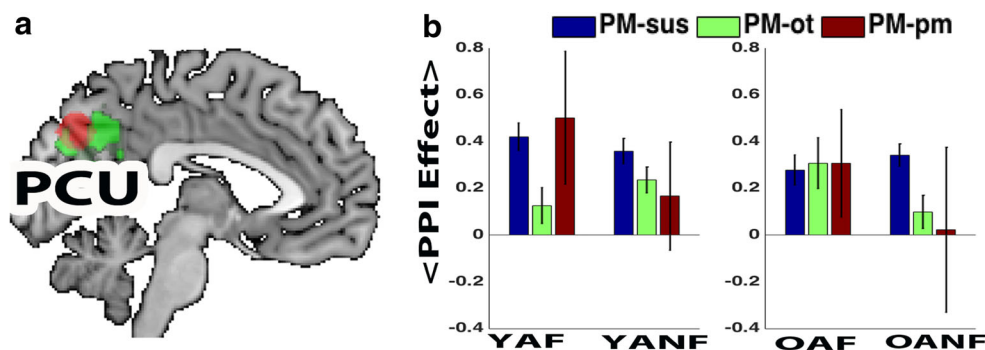 a
PCU
b
PM-sus PM-ot PM-pm
<PPI Effect>
0.8
0.6
0.4
0.2
0
-0.2
-0.4
YAF YANF
0.8
0.6
0.4
0.2
0
-0.2
-0.4
OAF OANF